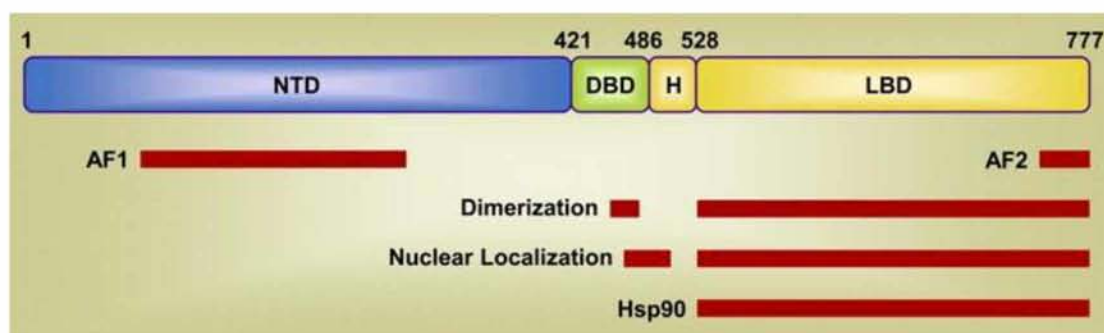 1 421 486 528 777
NTD DBD H LBD
AF1 AF2
Dimerization
Nuclear Localization
Hsp90